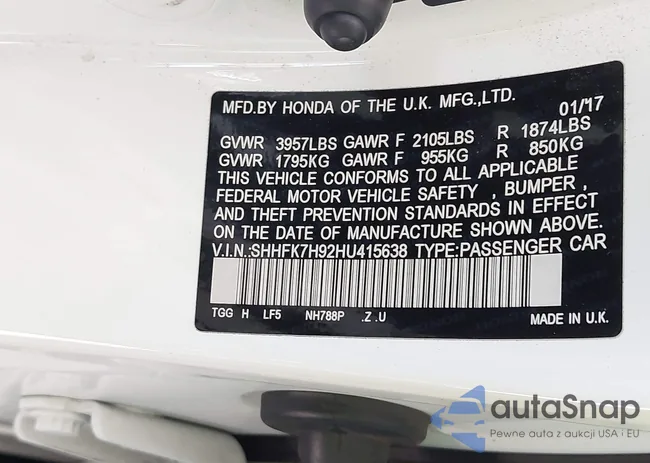 MFD.BY HONDA OF THE U.K. MFG.,LTD. 01/17
GVWR 3957LBS GAWR F 2105LBS R 1874LBS
GVWR 1795KG GAWR F 955KG R 850KG
THIS VEHICLE CONFORMS TO ALL APPLICABLE
FEDERAL MOTOR VEHICLE SAFETY , BUMPER ,
AND THEFT PREVENTION STANDARDS IN EFFECT
ON THE DATE OF MANUFACTURE SHOWN ABOVE.
V.I.N.:SHHFK7H92HU415638 TYPE:PASSENGER CAR
TGG H LF5 NH788P .Z .U MADE IN U.K.
autaSnap
Pewne auta z aukcji USA i EU